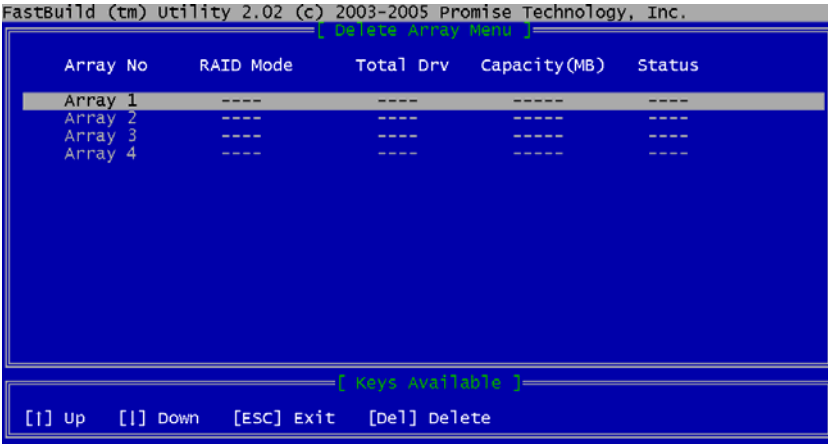 FastBuild (tm) Utility 2.02 (c) 2003-2005 Promise Technology, Inc.
[ Delete Array Menu ]
Array No RAID Mode Total Drv Capacity(MB) Status
Array 1 ---- ---- ----- ----
Array 2 ---- ---- ----- ----
Array 3 ---- ---- ----- ----
Array 4 ---- ---- ----- ----
[ Keys Available ]
[↑] Up [↓] Down [ESC] Exit [Del] Delete